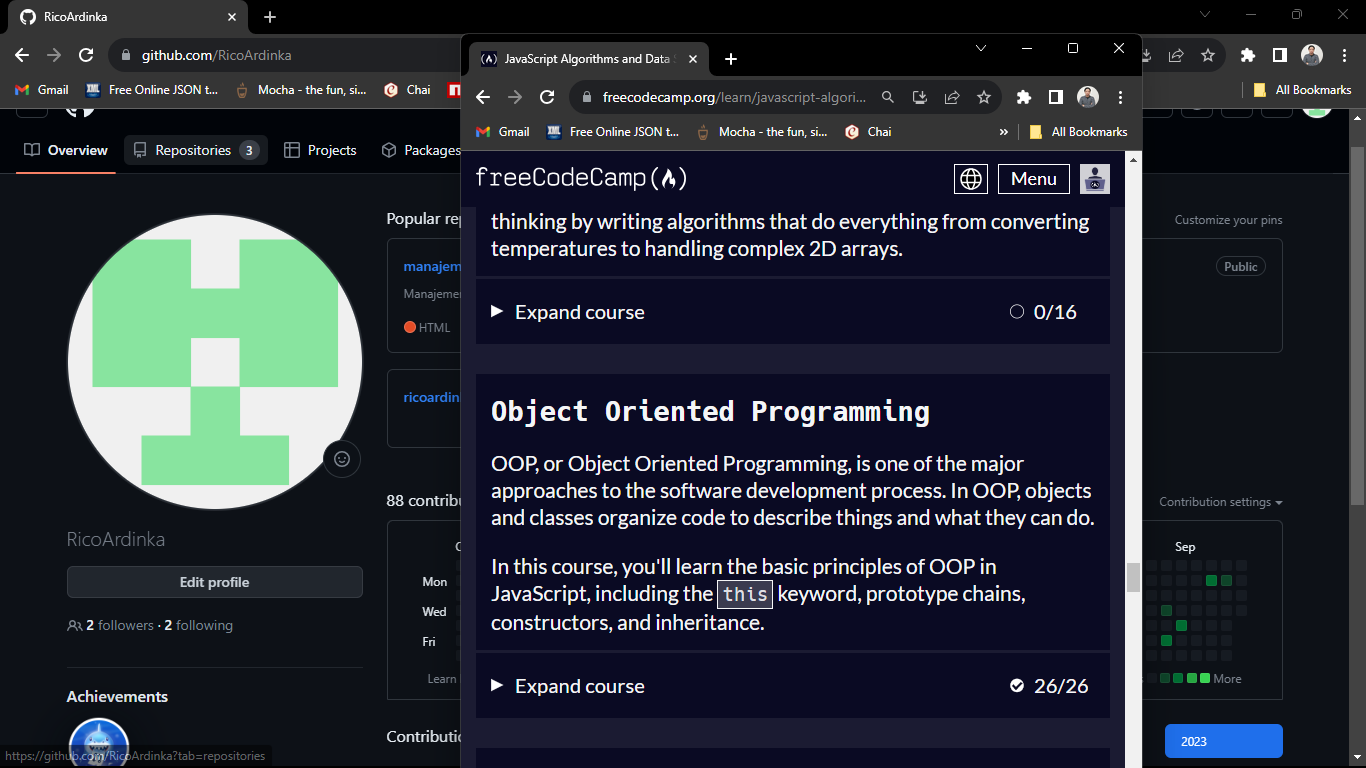 RicoArdinka
github.com/RicoArdinka
Gmail
Free Online JSON t...
Mocha - the fun, si...
Chai
All Bookmarks
Overview
Repositories 3
Projects
Packages
Popular re
Customize your pins
manajem
Manajeme
Public
HTML
ricoardin
88 contribu
Contribution settings
Sep
Mon
Wed
Fri
Learn
More
RicoArdinka
Edit profile
2 followers · 2 following
Achievements
Contributi
2023
https://github.com/RicoArdinka?tab=repositories
JavaScript Algorithms and Data S
freecodecamp.org/learn/javascript-algori...
Gmail
Free Online JSON t...
Mocha - the fun, si...
Chai
»
All Bookmarks
freeCodeCamp
Menu
thinking by writing algorithms that do everything from converting
temperatures to handling complex 2D arrays.
Expand course
0/16
Object Oriented Programming
OOP, or Object Oriented Programming, is one of the major
approaches to the software development process. In OOP, objects
and classes organize code to describe things and what they can do.
In this course, you'll learn the basic principles of OOP in
JavaScript, including the this keyword, prototype chains,
constructors, and inheritance.
Expand course
26/26